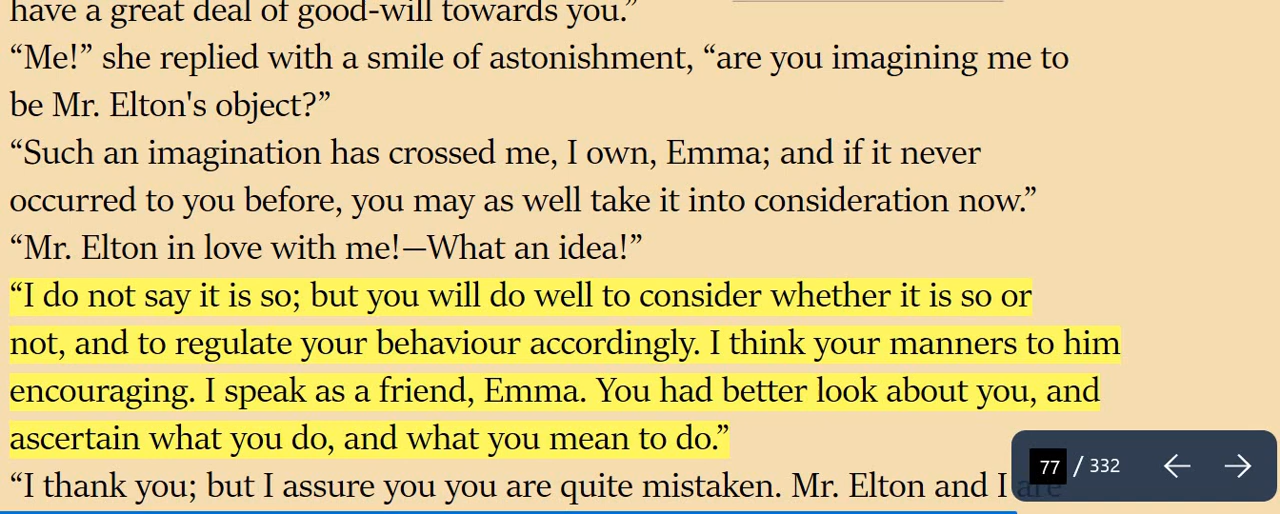 have a great deal of good-will towards you.”
“Me!” she replied with a smile of astonishment, “are you imagining me to
be Mr. Elton's object?”
“Such an imagination has crossed me, I own, Emma; and if it never
occurred to you before, you may as well take it into consideration now.”
“Mr. Elton in love with me!—What an idea!”
“I do not say it is so; but you will do well to consider whether it is so or
not, and to regulate your behaviour accordingly. I think your manners to him
encouraging. I speak as a friend, Emma. You had better look about you, and
ascertain what you do, and what you mean to do.”
“I thank you; but I assure you you are quite mistaken. Mr. Elton and I are
77 / 332